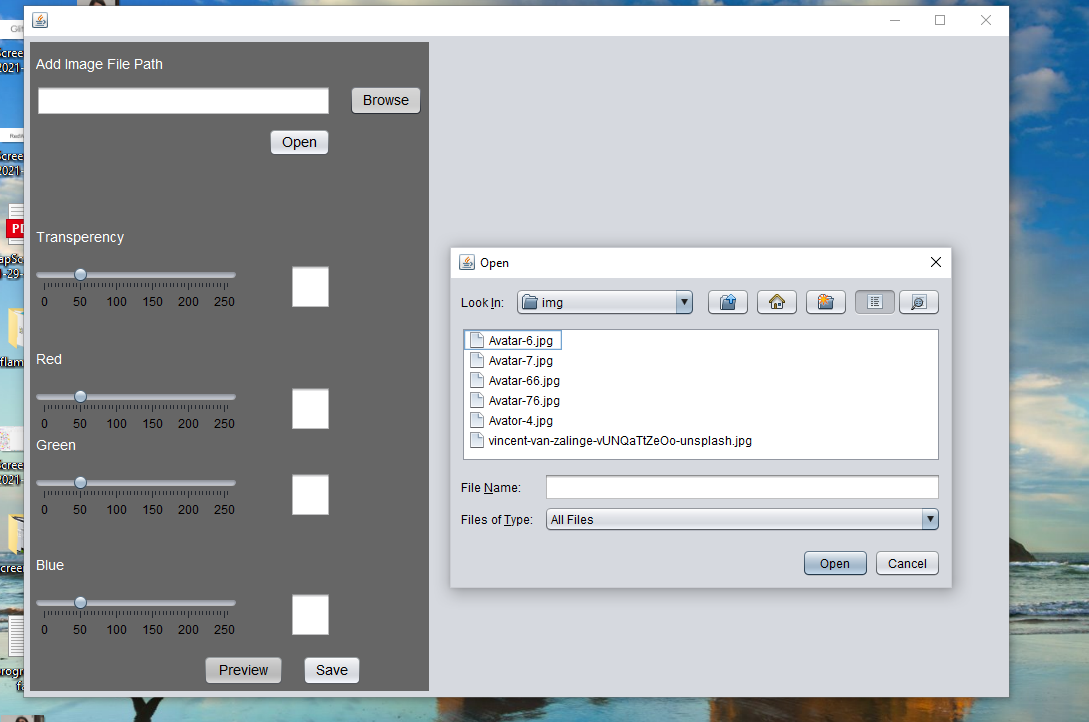 Add Image File Path
Browse
Open
Transperency
0 50 100 150 200 250
Red
0 50 100 150 200 250
Green
0 50 100 150 200 250
Blue
0 50 100 150 200 250
Preview Save
Open
Look In: img
Avatar-6.jpg
Avatar-7.jpg
Avatar-66.jpg
Avatar-76.jpg
Avator-4.jpg
vincent-van-zalinge-vUNQaTtZeOo-unsplash.jpg
File Name:
Files of Type: All Files
Open Cancel